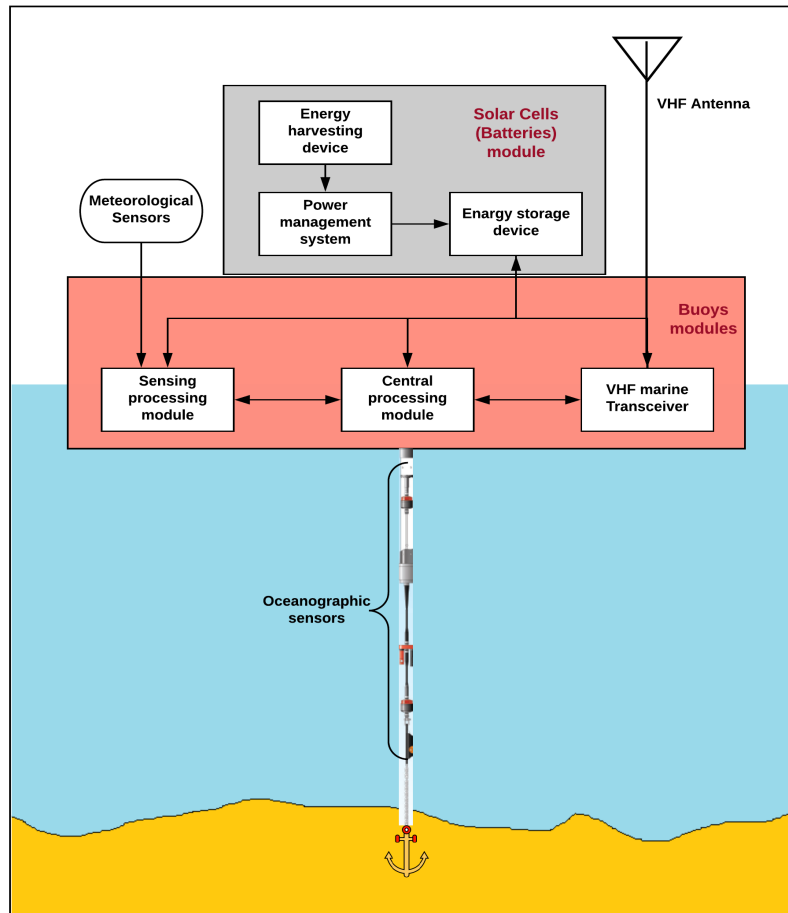 VHF Antenna
Solar Cells
(Batteries)
module
Energy
harvesting
device
Power
management
system
Enargy storage
device
Meteorological
Sensors
Buoys
modules
Sensing
processing
module
Central
processing
module
VHF marine
Transceiver
Oceanographic
sensors